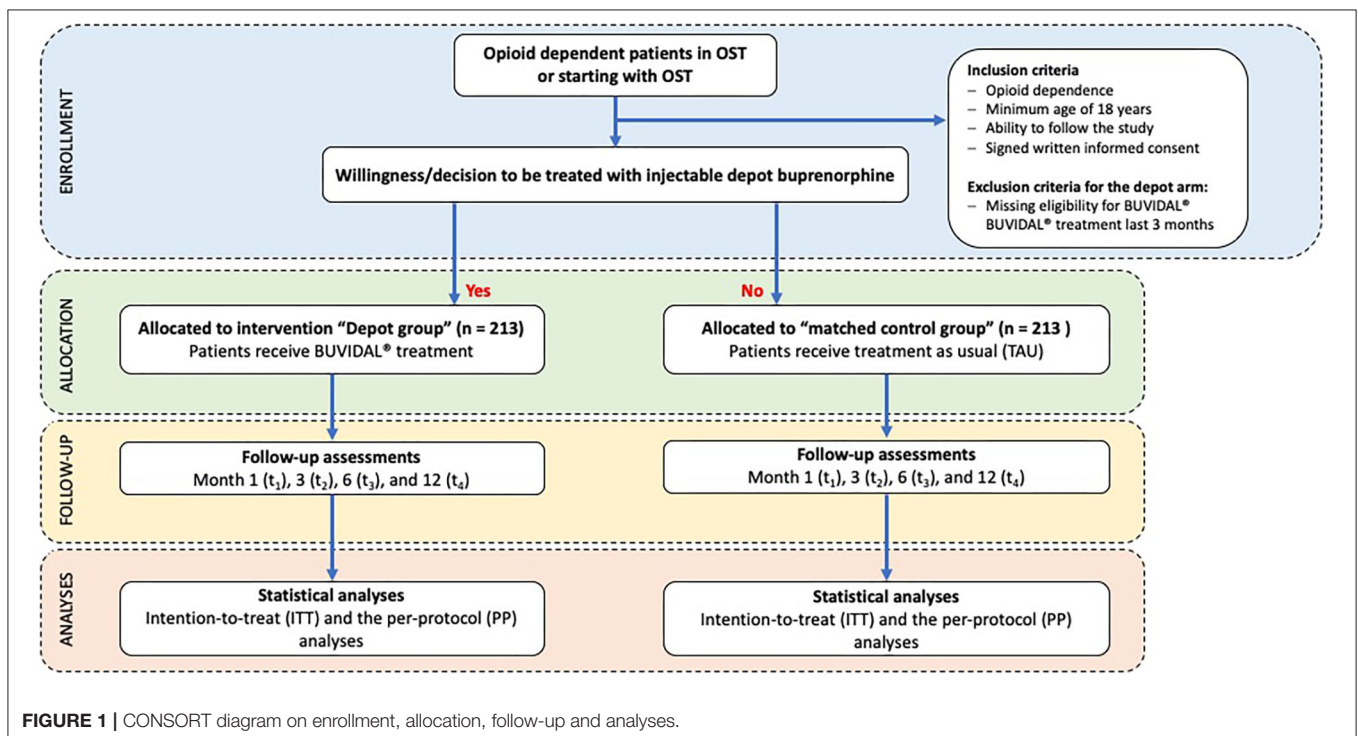 ENROLLMENT
Opioid dependent patients in OST
or starting with OST
Inclusion criteria
– Opioid dependence
– Minimum age of 18 years
– Ability to follow the study
– Signed written informed consent
Exclusion criteria for the depot arm:
– Missing eligibility for BUVIDAL®
BUVIDAL® treatment last 3 months
Willingness/decision to be treated with injectable depot buprenorphine
Yes
No
ALLOCATION
Allocated to intervention “Depot group” (n = 213)
Patients receive BUVIDAL® treatment
Allocated to “matched control group” (n = 213 )
Patients receive treatment as usual (TAU)
FOLLOW-UP
Follow-up assessments
Month 1 (t₁), 3 (t₂), 6 (t₃), and 12 (t₄)
Follow-up assessments
Month 1 (t₁), 3 (t₂), 6 (t₃), and 12 (t₄)
ANALYSES
Statistical analyses
Intention-to-treat (ITT) and the per-protocol (PP)
analyses
Statistical analyses
Intention-to-treat (ITT) and the per-protocol (PP)
analyses
FIGURE 1 | CONSORT diagram on enrollment, allocation, follow-up and analyses.